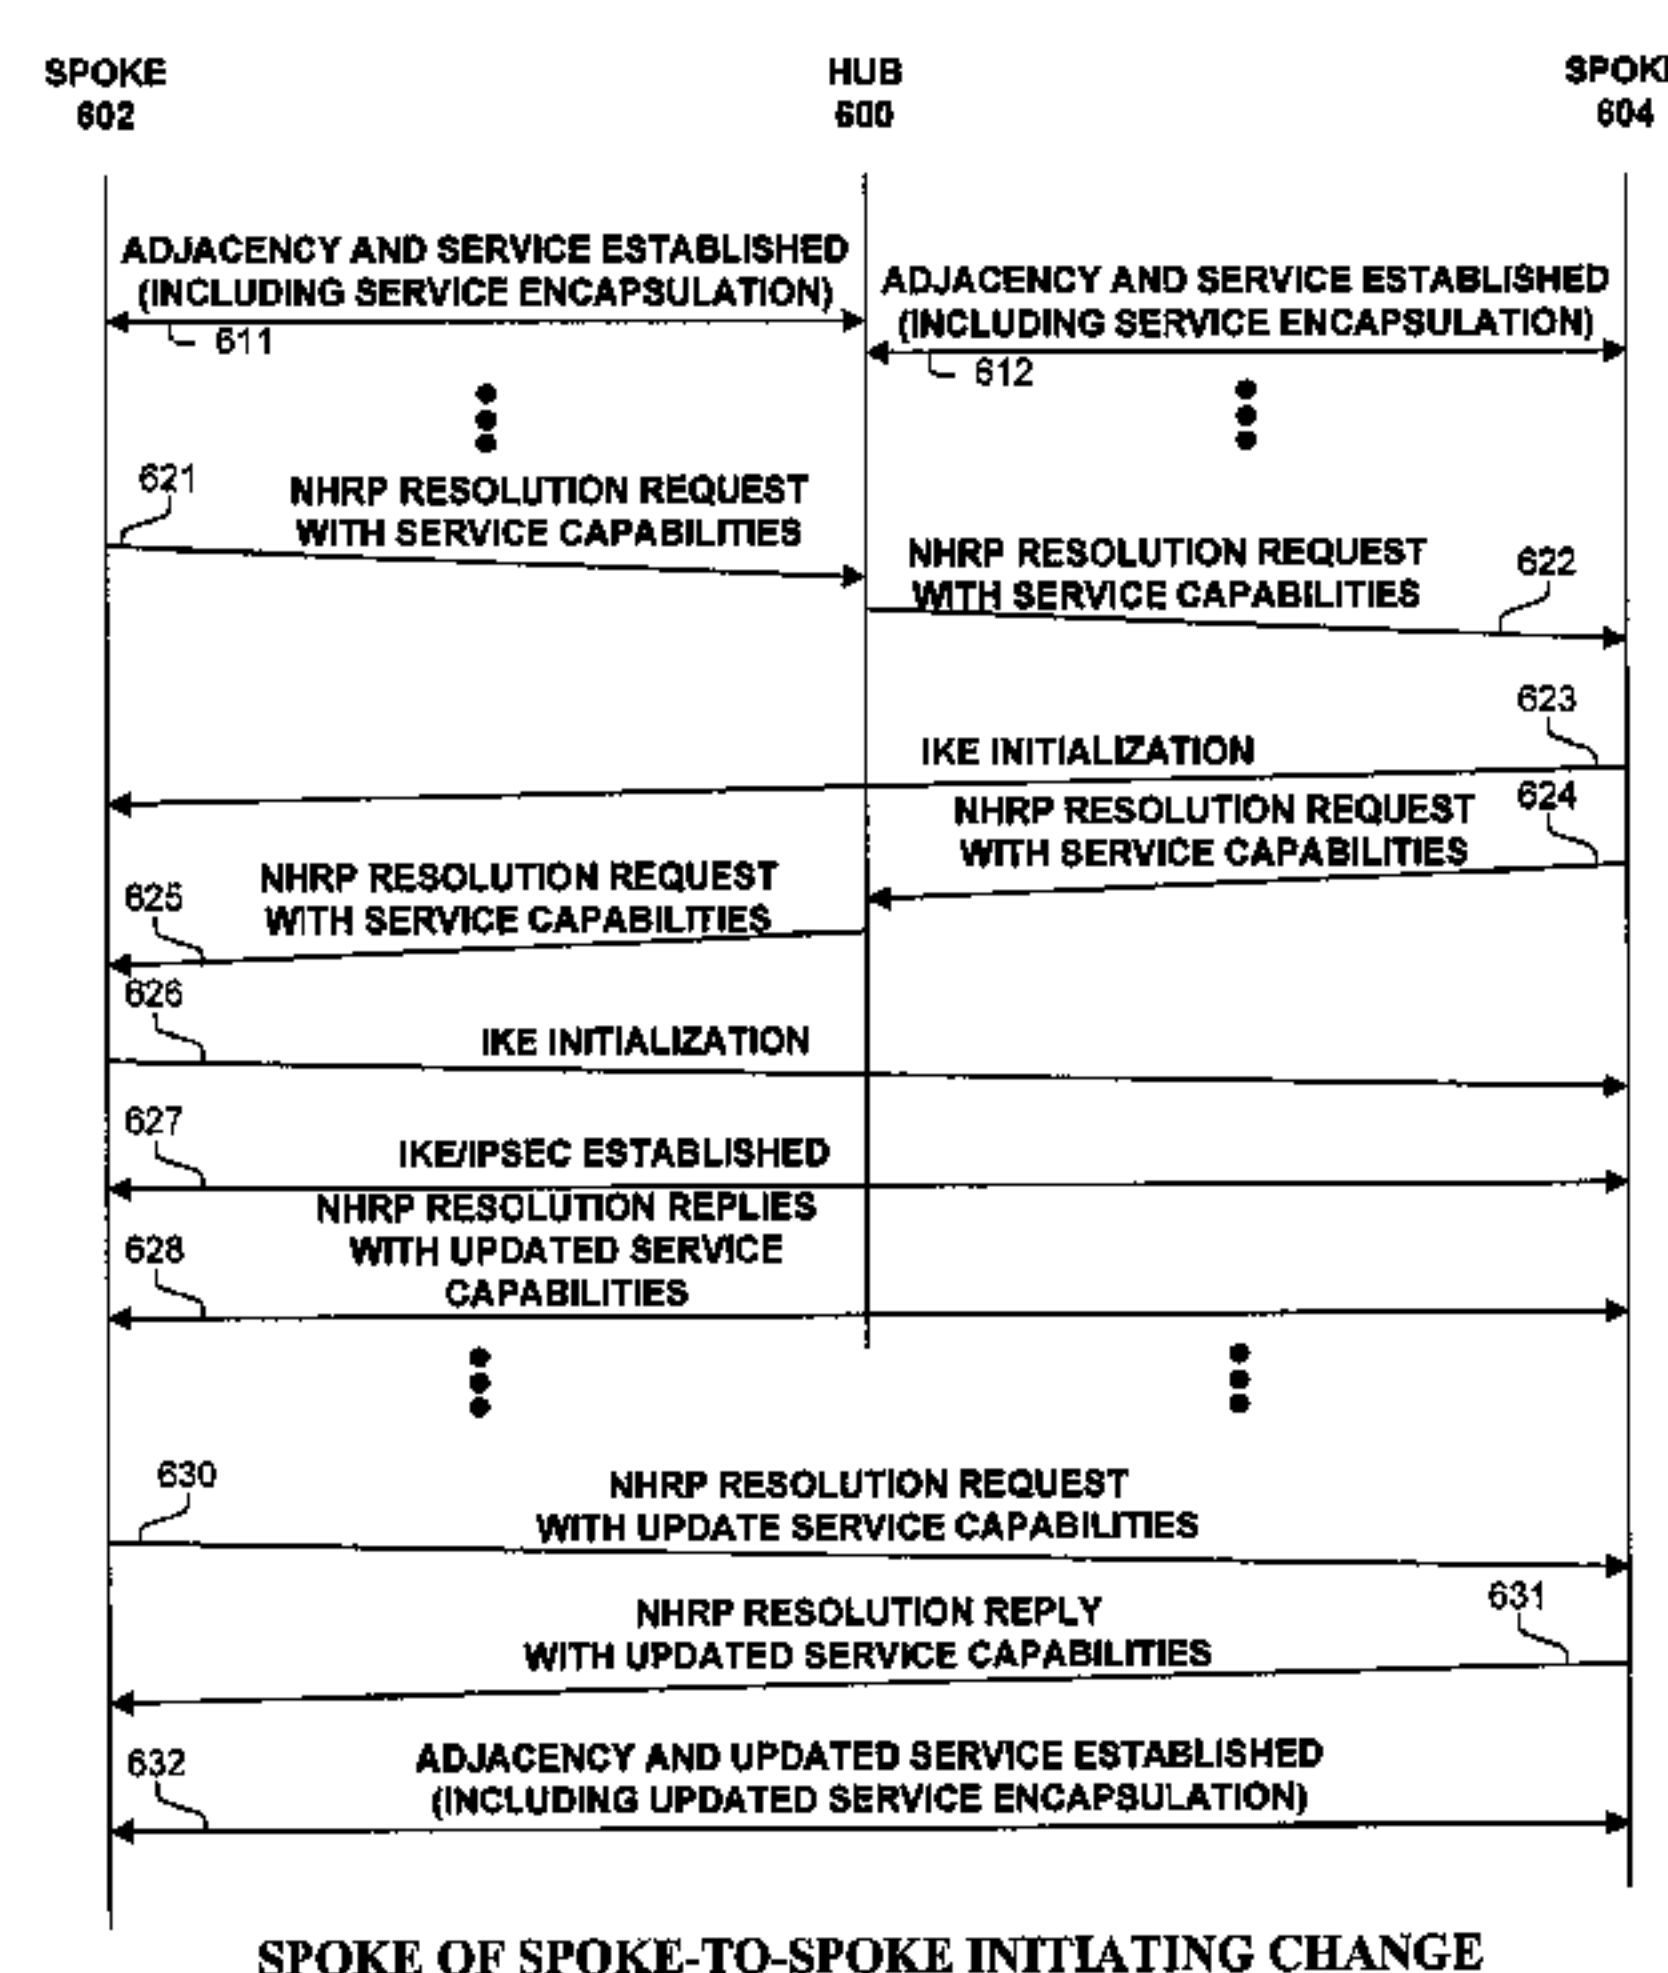 SPOKE
602
HUB
600
SPOKE
604
ADJACENCY AND SERVICE ESTABLISHED
(INCLUDING SERVICE ENCAPSULATION)
611
ADJACENCY AND SERVICE ESTABLISHED
(INCLUDING SERVICE ENCAPSULATION)
612
621
NHRP RESOLUTION REQUEST
WITH SERVICE CAPABILITIES
NHRP RESOLUTION REQUEST
WITH SERVICE CAPABILITIES
622
623
IKE INITIALIZATION
NHRP RESOLUTION REQUEST
WITH SERVICE CAPABILITIES
624
NHRP RESOLUTION REQUEST
WITH SERVICE CAPABILITIES
625
626
IKE INITIALIZATION
627
IKE/IPSEC ESTABLISHED
NHRP RESOLUTION REPLIES
WITH UPDATED SERVICE
CAPABILITIES
628
630
NHRP RESOLUTION REQUEST
WITH UPDATE SERVICE CAPABILITIES
631
NHRP RESOLUTION REPLY
WITH UPDATED SERVICE CAPABILITIES
632
ADJACENCY AND UPDATED SERVICE ESTABLISHED
(INCLUDING UPDATED SERVICE ENCAPSULATION)
SPOKE OF SPOKE-TO-SPOKE INITIATING CHANGE